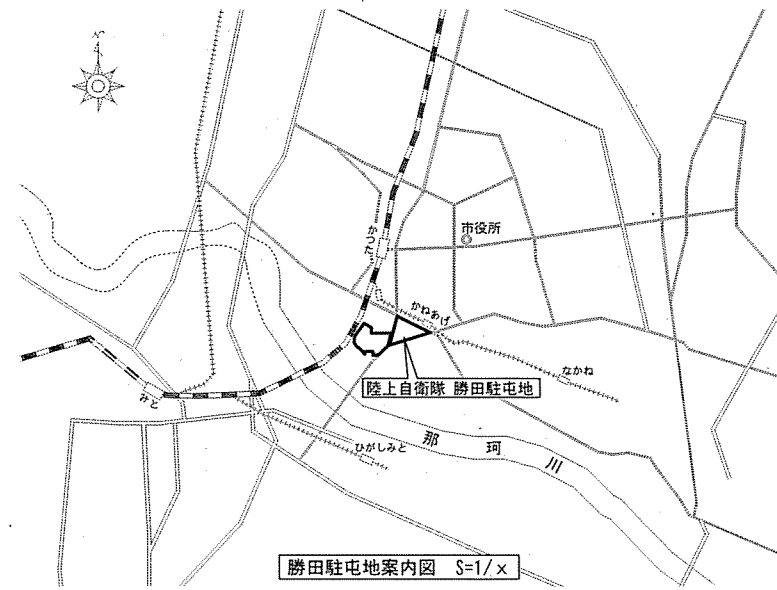 N
市役所
かつた
かねあげ
なかね
陸上自衛隊 勝田駐屯地
みと
ひがしみと
那珂川
勝田駐屯地案内図 S=1/×